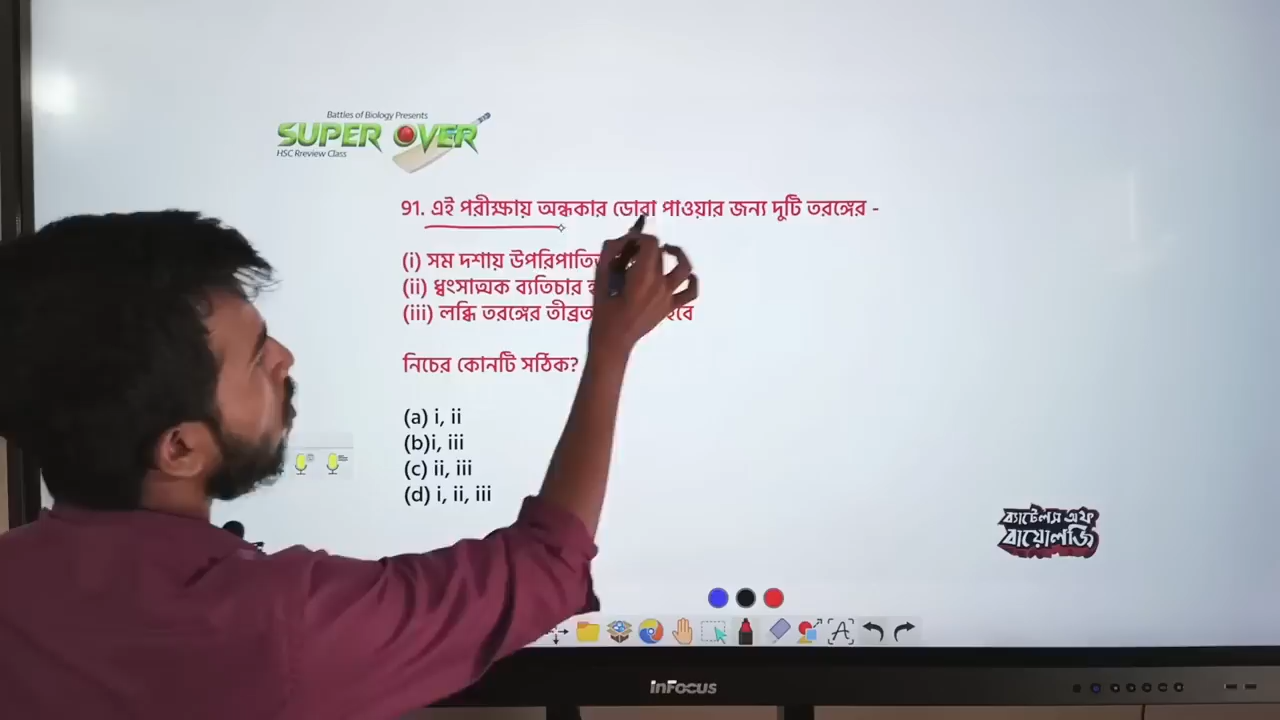 Battles of Biology Presents
SUPER OVER
HSC Rreview Class
91. এই পরীক্ষায় অন্ধকার ডোরা পাওয়ার জন্য দুটি তরঙ্গের -
(i) সম দশায় উপরিপাতিত
(ii) ধ্বংসাত্মক ব্যতিচার
(iii) লব্ধি তরঙ্গের তীব্রতা হবে
নিচের কোনটি সঠিক?
(a) i, ii
(b)i, iii
(c) ii, iii
(d) i, ii, iii
ব্যাটেলস অফ
বায়োলজি
A
InFocus